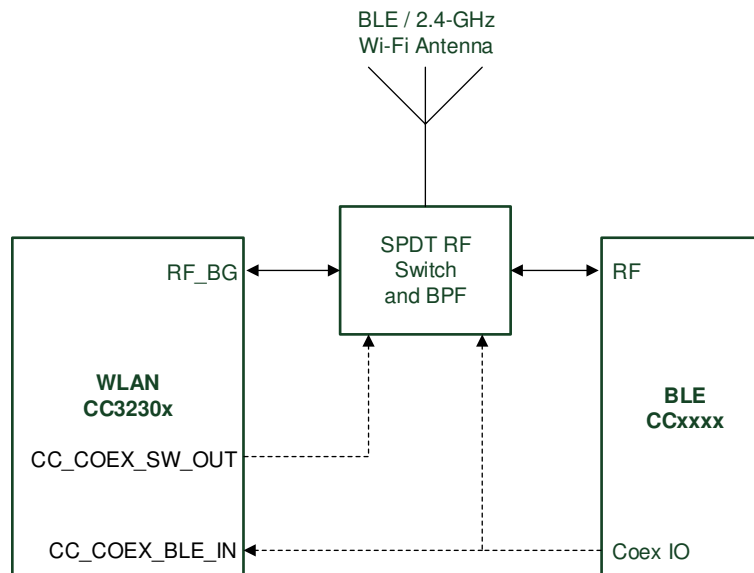 BLE / 2.4-GHz
Wi-Fi Antenna
SPDT RF
Switch
and BPF
RF_BG
RF
WLAN
CC3230x
BLE
CCxxxx
CC_COEX_SW_OUT
CC_COEX_BLE_IN
Coex IO